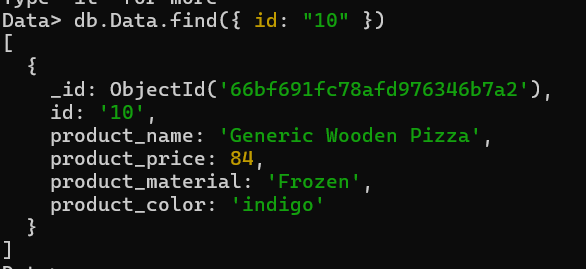 Type "it" for more
Data> db.Data.find({ id: "10" })
[
  {
    _id: ObjectId('66bf691fc78afd976346b7a2'),
    id: '10',
    product_name: 'Generic Wooden Pizza',
    product_price: 84,
    product_material: 'Frozen',
    product_color: 'indigo'
  }
]
Data>